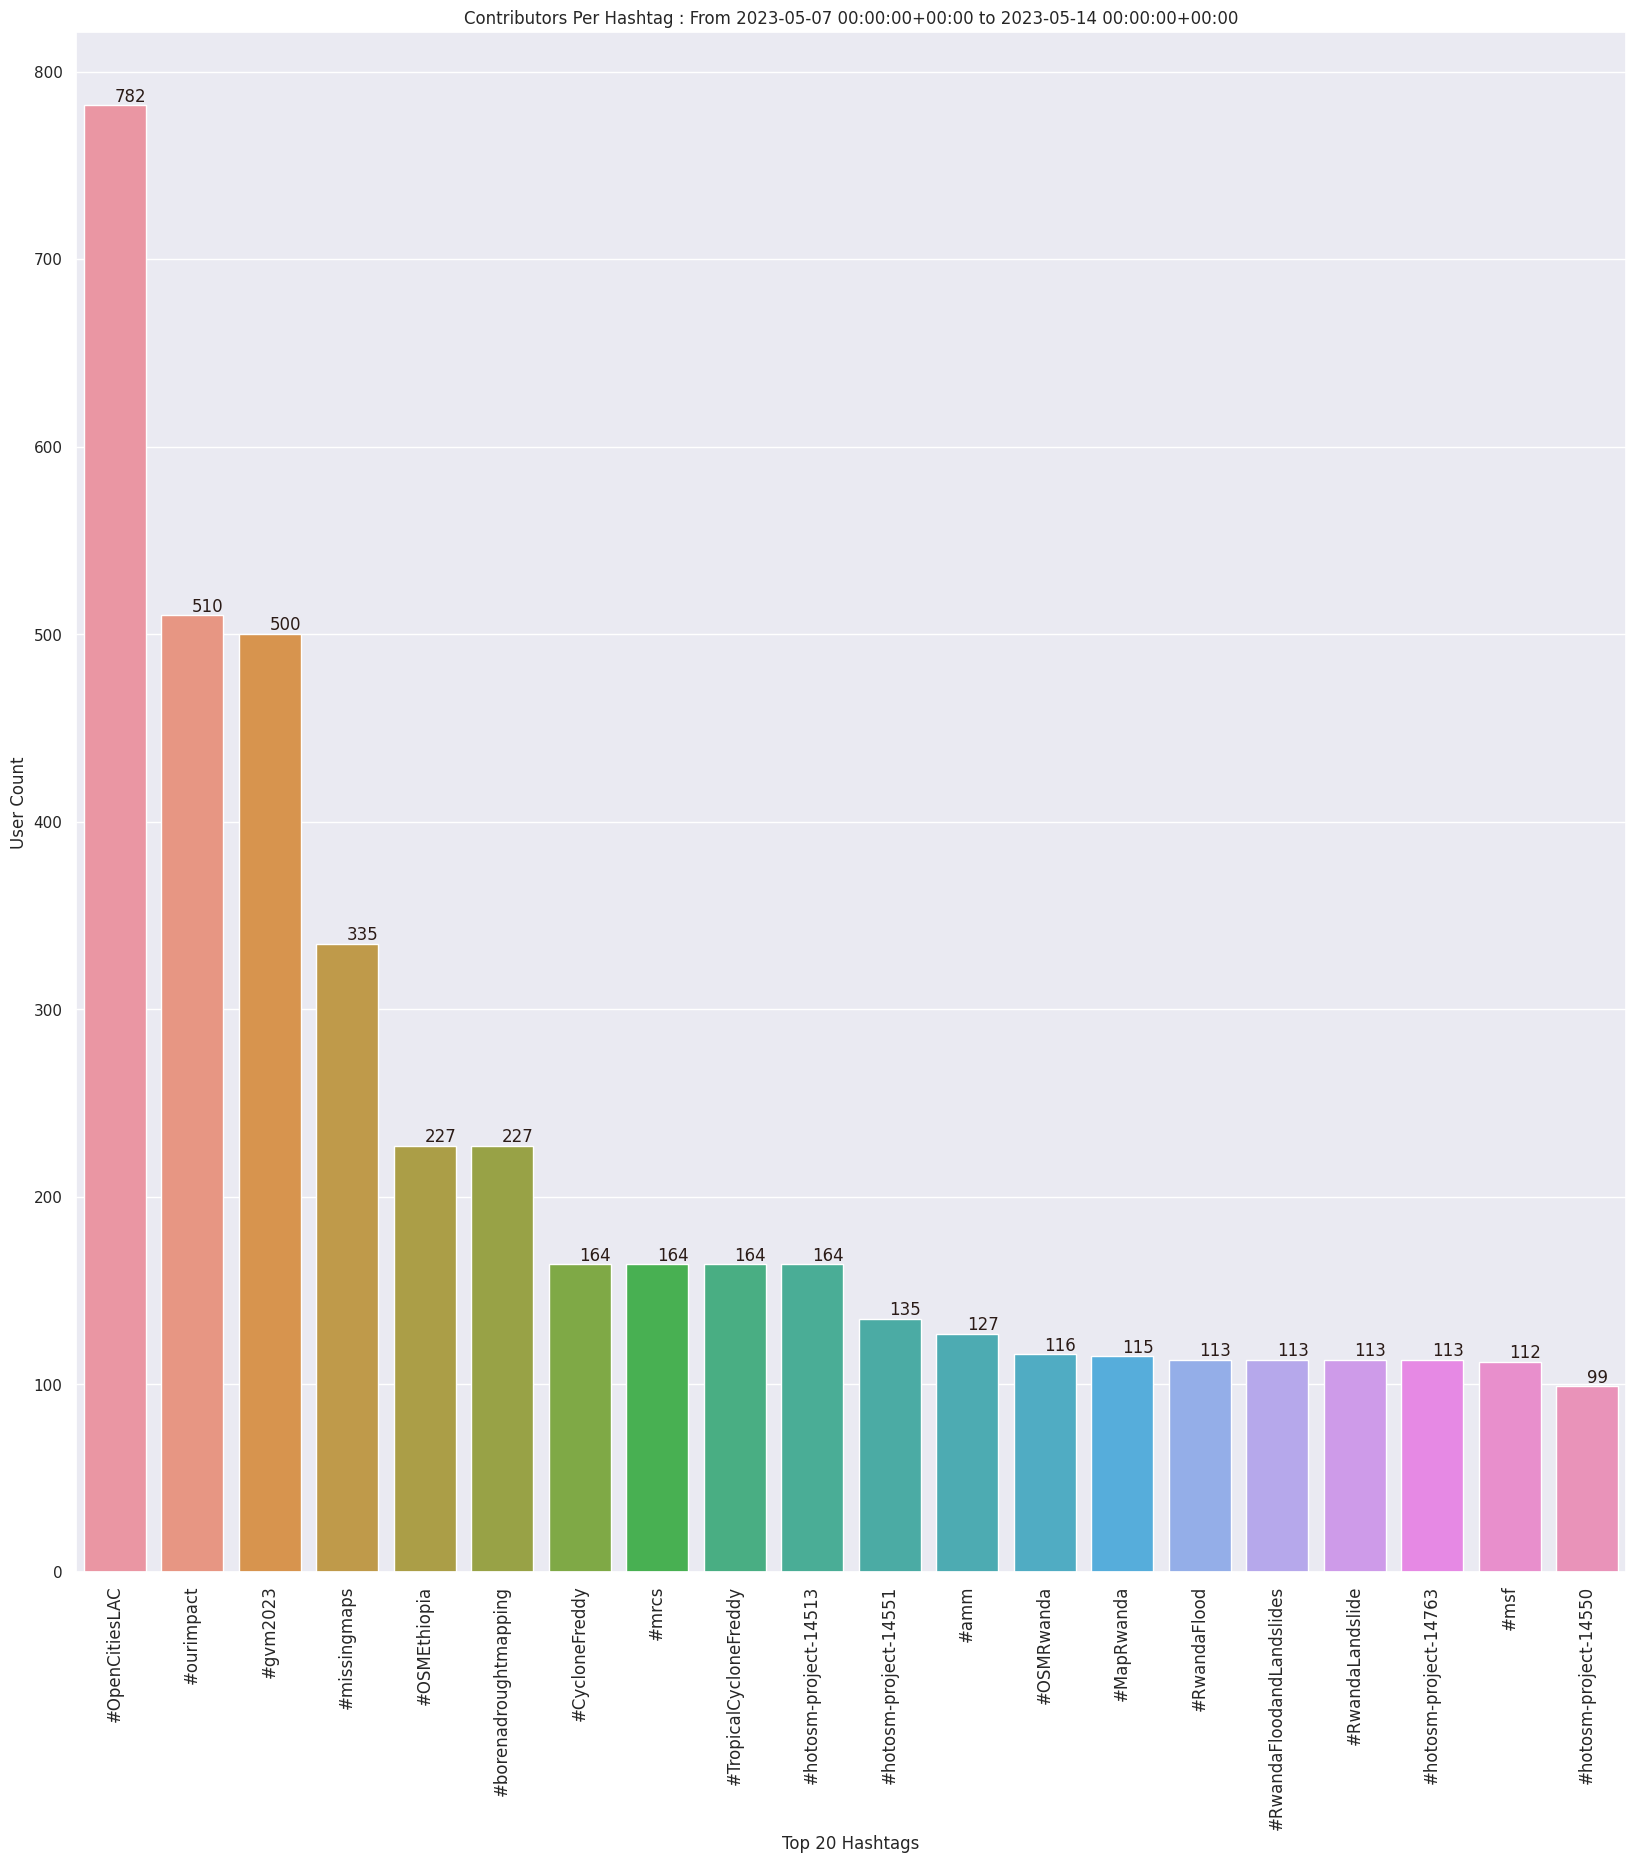 Contributors Per Hashtag : From 2023-05-07 00:00:00+00:00 to 2023-05-14 00:00:00+00:00
User Count
800
700
600
500
400
300
200
100
0
782
510
500
335
227
227
164
164
164
164
135
127
116
115
113
113
113
113
112
99
#OpenCitiesLAC
#ourimpact
#gvm2023
#missingmaps
#OSMEthiopia
#borenadroughtmapping
#CycloneFreddy
#mrcs
#TropicalCycloneFreddy
#hotosm-project-14513
#hotosm-project-14551
#amm
#OSMRwanda
#MapRwanda
#RwandaFlood
#RwandaFloodandLandslides
#RwandaLandslide
#hotosm-project-14763
#msf
#hotosm-project-14550
Top 20 Hashtags